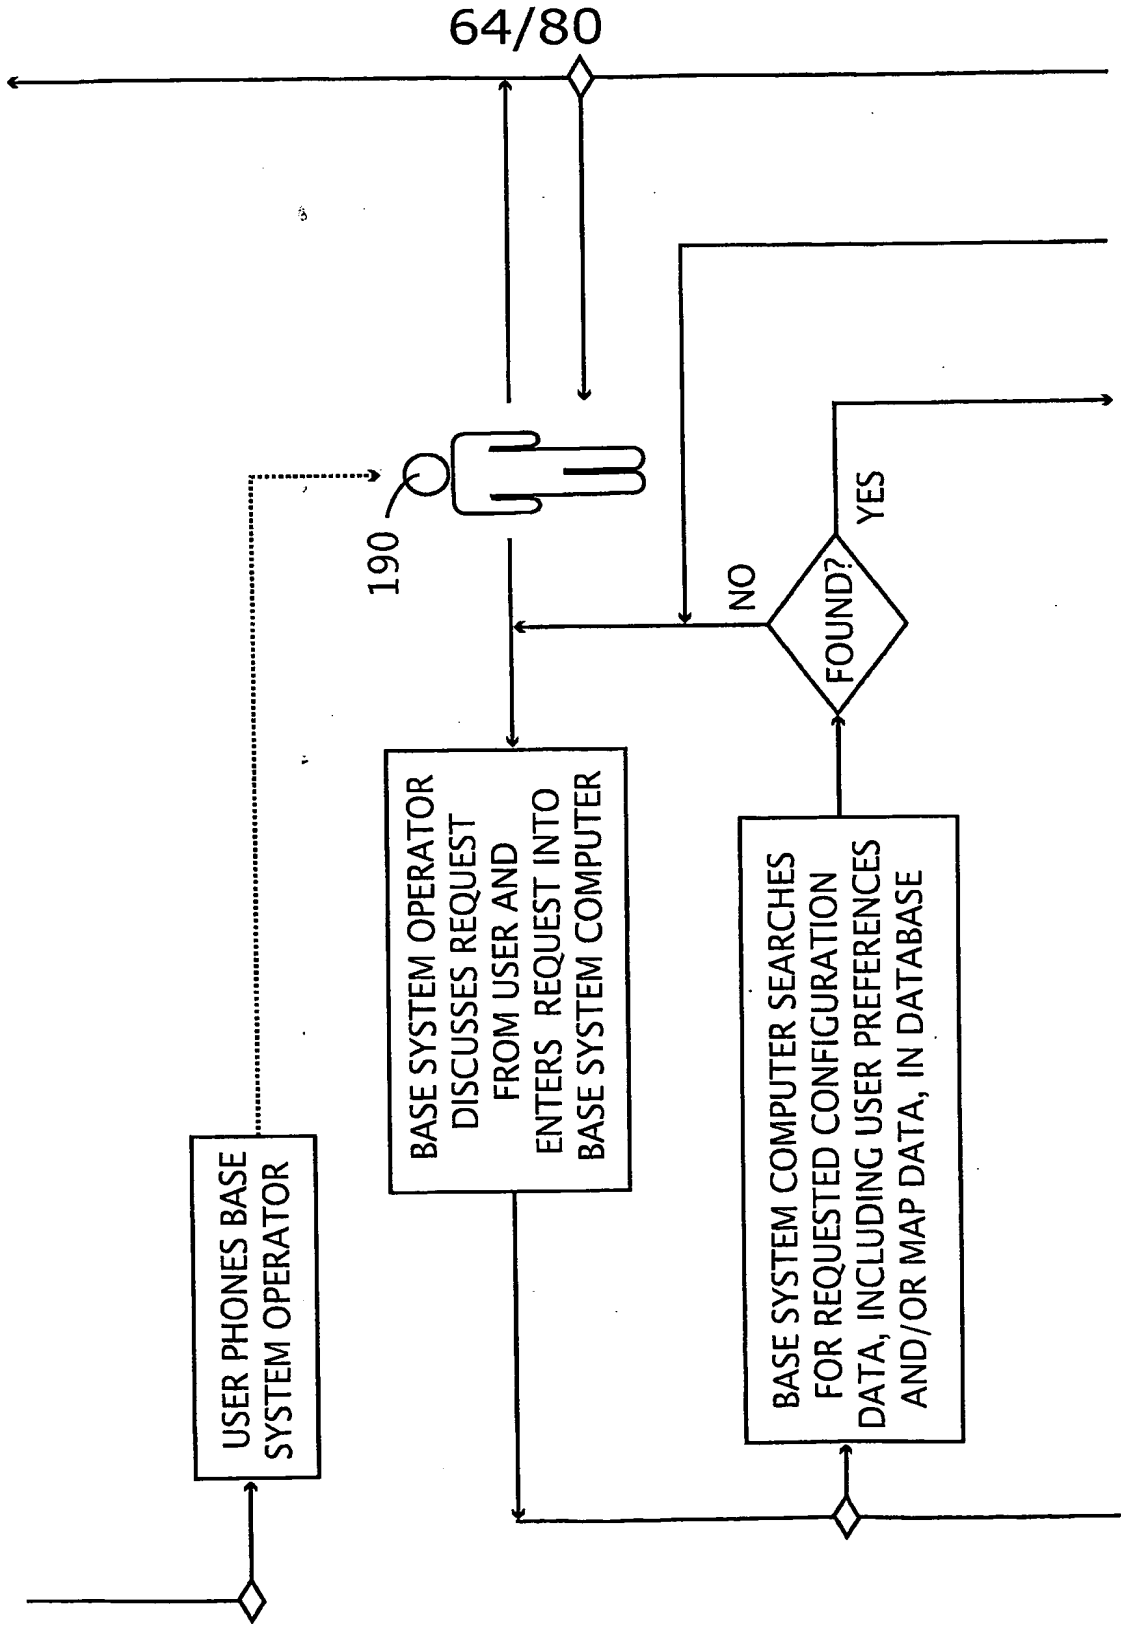 64/80
USER PHONES BASE
SYSTEM OPERATOR
190
BASE SYSTEM OPERATOR
DISCUSSES REQUEST
FROM USER AND
ENTERS REQUEST INTO
BASE SYSTEM COMPUTER
NO
BASE SYSTEM COMPUTER SEARCHES
FOR REQUESTED CONFIGURATION
DATA, INCLUDING USER PREFERENCES
AND/OR MAP DATA, IN DATABASE
FOUND?
YES